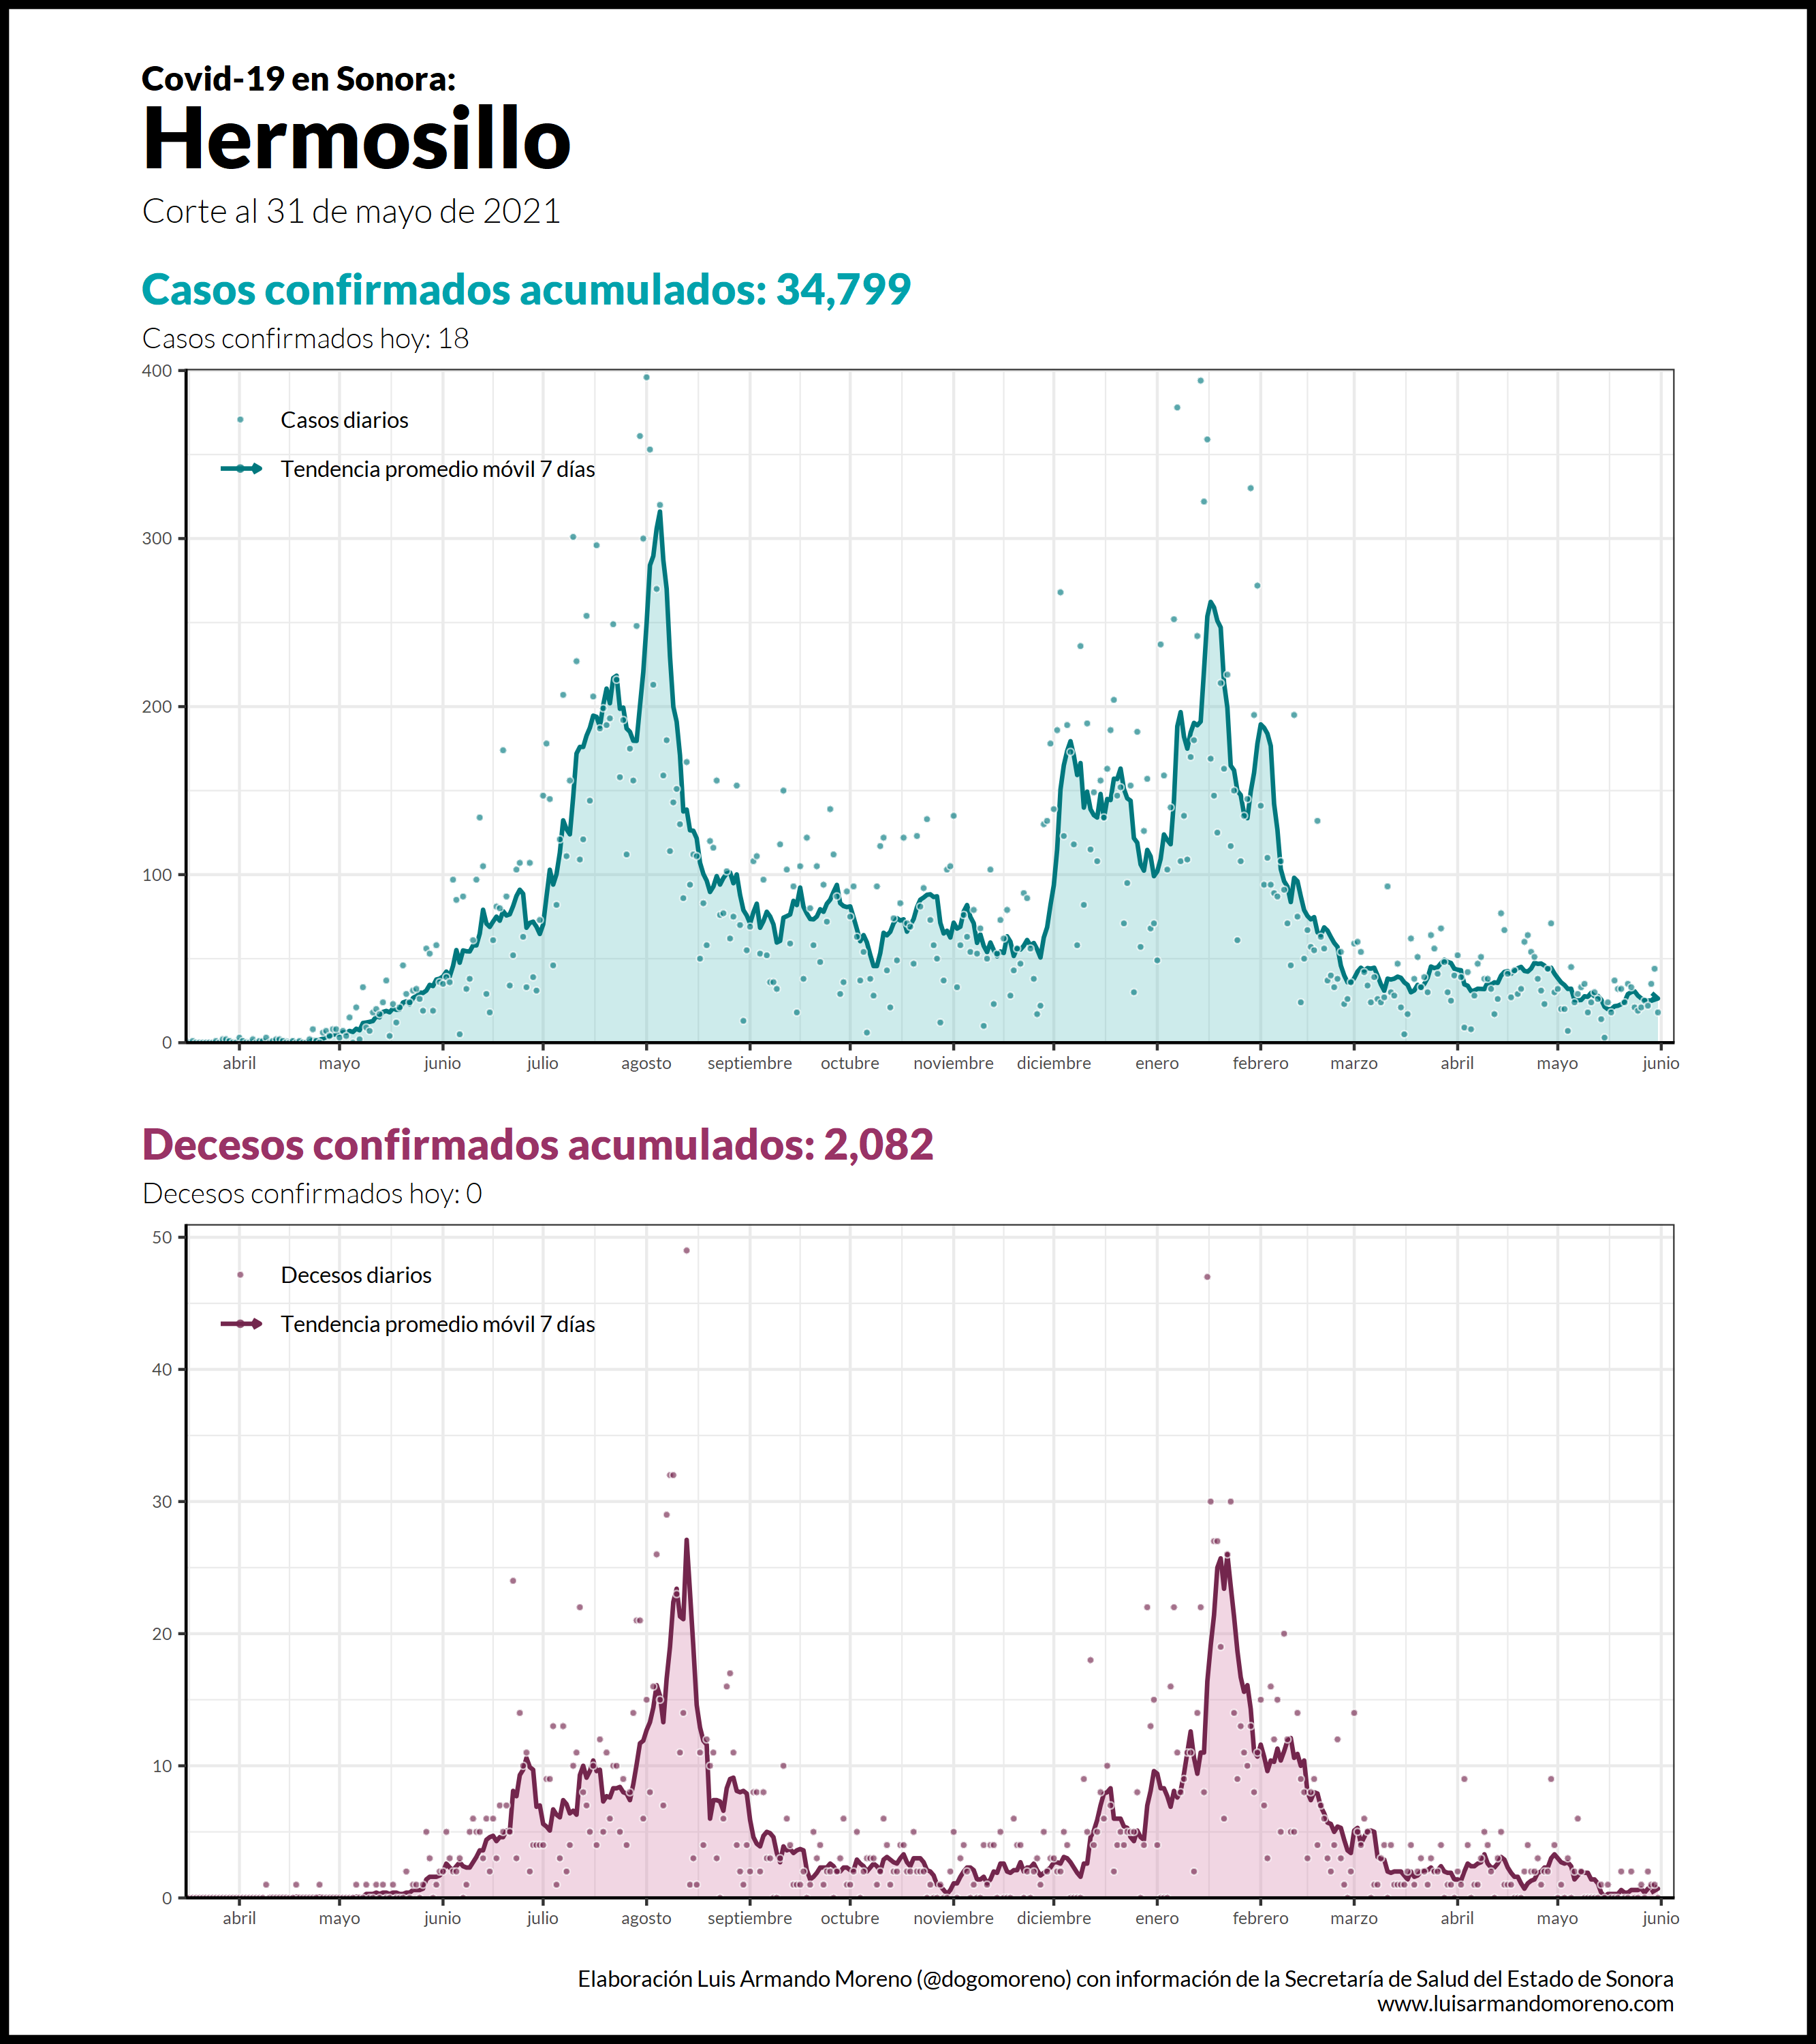 Covid-19 en Sonora:
Hermosillo
Corte al 31 de mayo de 2021
Casos confirmados acumulados: 34,799
Casos confirmados hoy: 18
400
300
200
100
0
Casos diarios
Tendencia promedio móvil 7 días
abril mayo junio julio agosto septiembre octubre noviembre diciembre enero febrero marzo abril mayo junio
Decesos confirmados acumulados: 2,082
Decesos confirmados hoy: 0
50
40
30
20
10
0
Decesos diarios
Tendencia promedio móvil 7 días
abril mayo junio julio agosto septiembre octubre noviembre diciembre enero febrero marzo abril mayo junio
Elaboración Luis Armando Moreno (@dogomoreno) con información de la Secretaría de Salud del Estado de Sonora
www.luisarmandomoreno.com